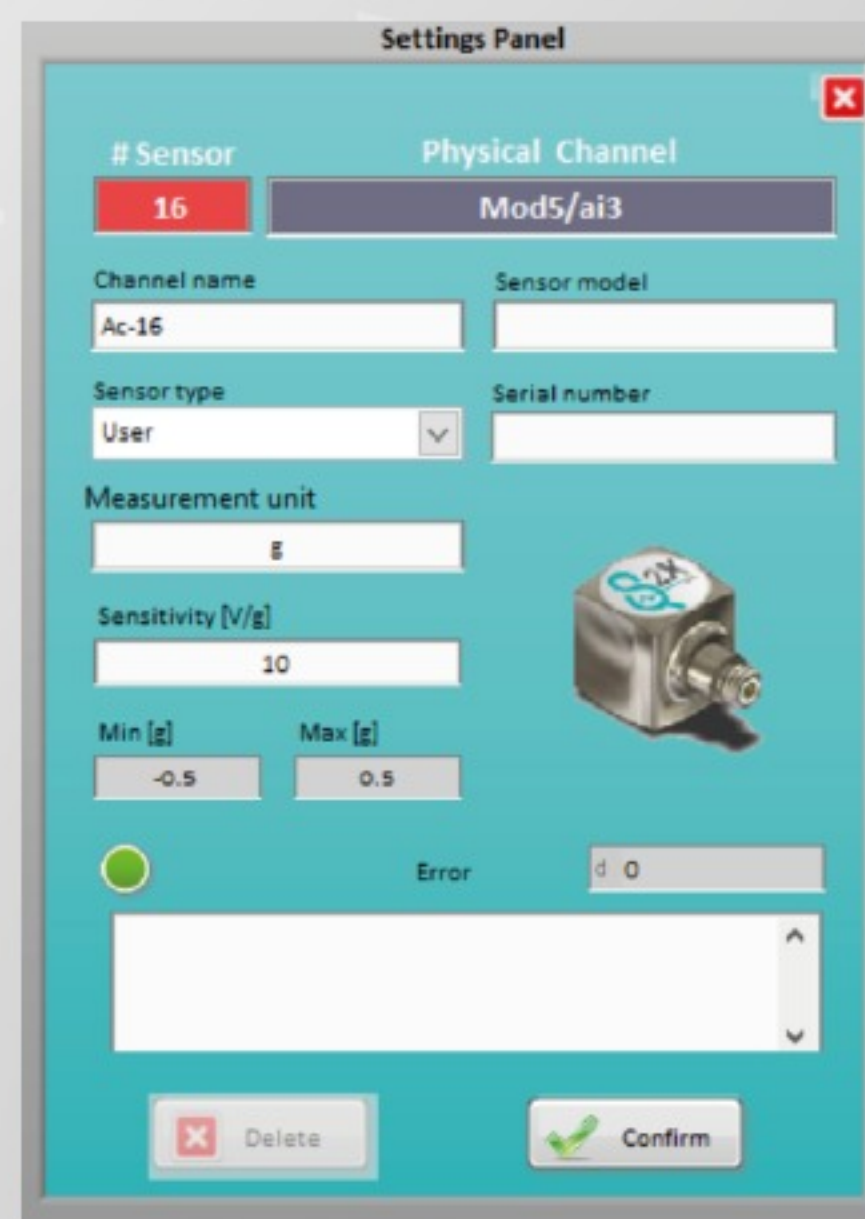 Settings Panel
# Sensor
Physical Channel
16
Mod5/ai3
Channel name
Sensor model
Ac-16
Sensor type
Serial number
User
Measurement unit
g
Sensitivity [V/g]
10
2X
Min [g]
Max [g]
-0.5
0.5
Error
d 0
Delete
Confirm